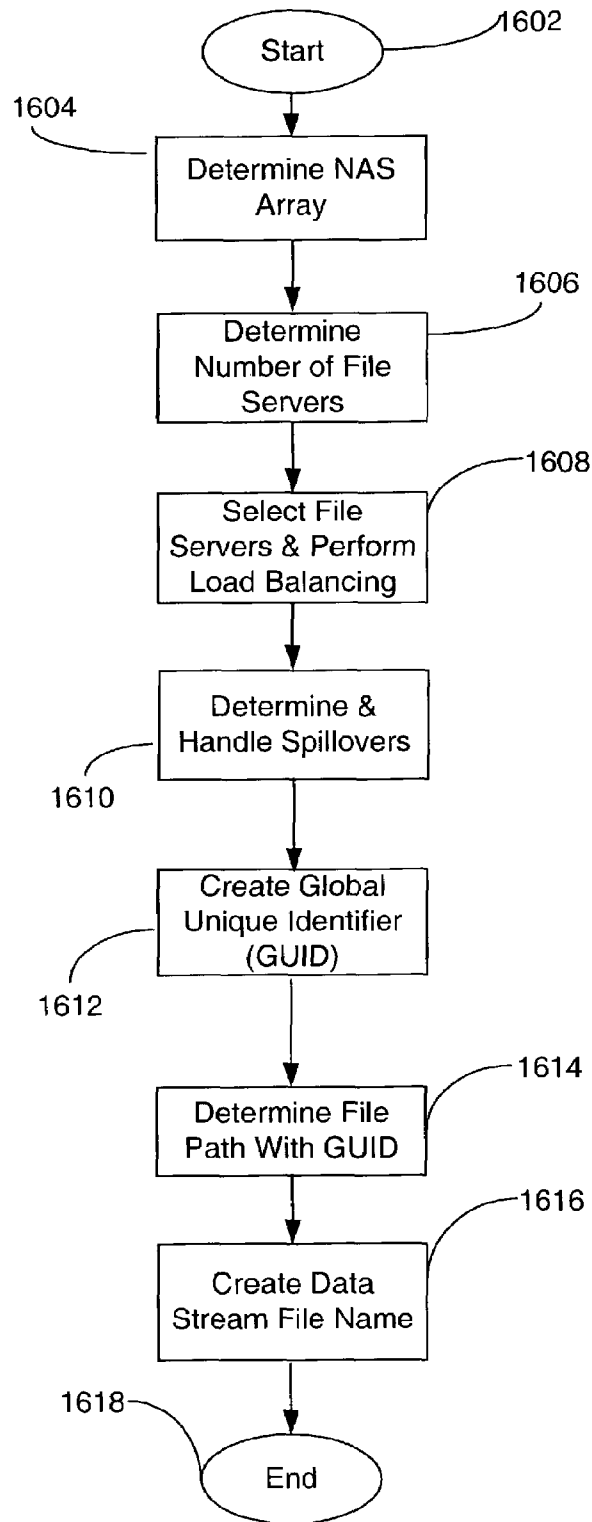 1602
Start
1604
Determine NAS
Array
1606
Determine
Number of File
Servers
1608
Select File
Servers & Perform
Load Balancing
Determine &
Handle Spillovers
1610
Create Global
Unique Identifier
(GUID)
1612
1614
Determine File
Path With GUID
1616
Create Data
Stream File Name
1618
End